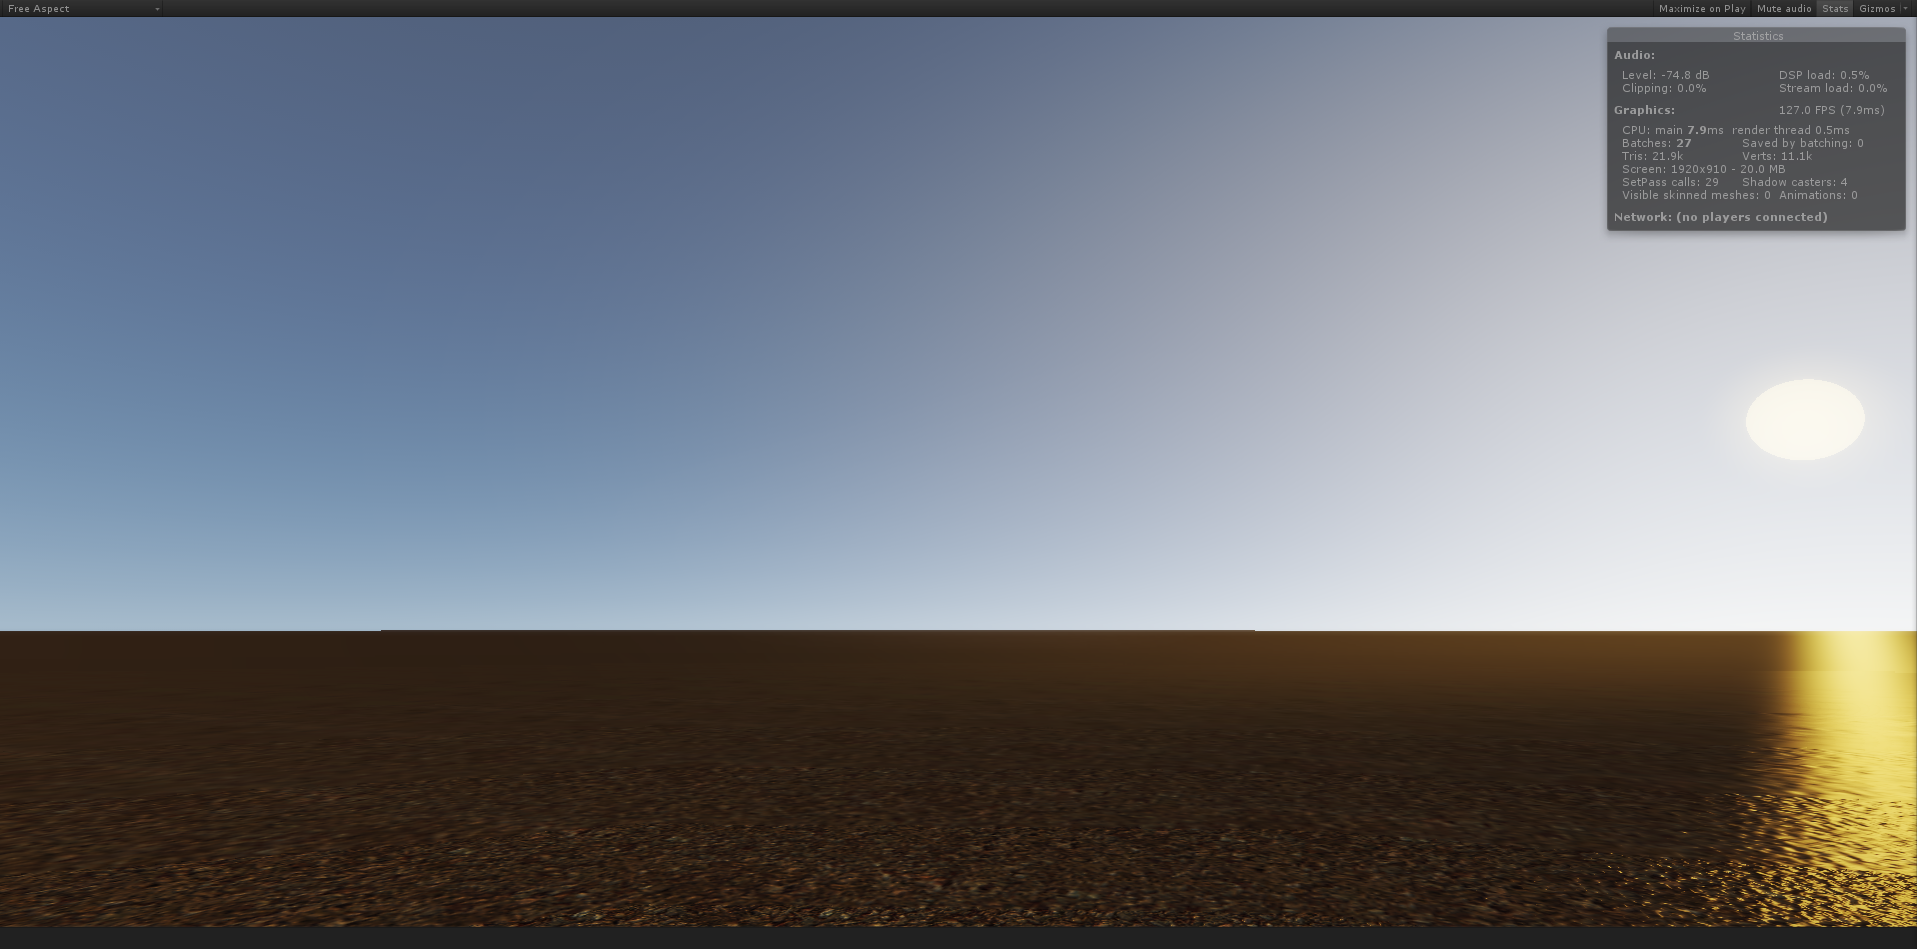 Free Aspect Maximize on Play Mute audio Stats Gizmos
Statistics
Audio:
Level: -74.8 dB DSP load: 0.5%
Clipping: 0.0% Stream load: 0.0%
Graphics: 127.0 FPS (7.9ms)
CPU: main 7.9ms render thread 0.5ms
Batches: 27 Saved by batching: 0
Tris: 21.9k Verts: 11.1k
Screen: 1920x910 - 20.0 MB
SetPass calls: 29 Shadow casters: 4
Visible skinned meshes: 0 Animations: 0
Network: (no players connected)